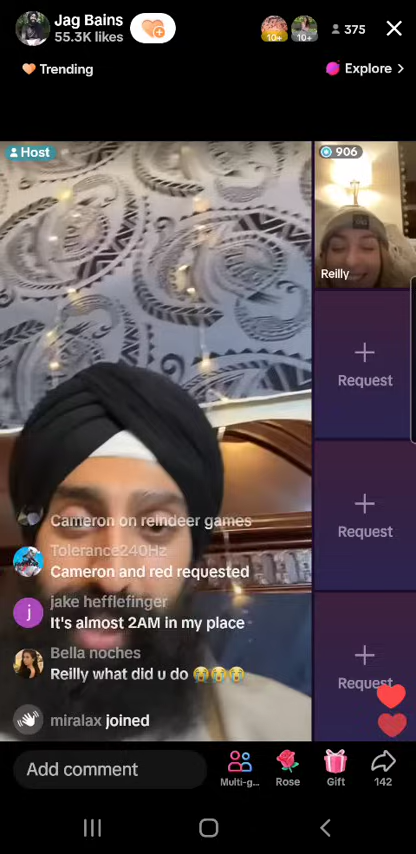 Jag Bains
55.3K likes
10+
10+
375
Trending
Explore
Host
906
Reilly
Request
Request
Request
Cameron on reindeer games
Tolerance240Hz
Cameron and red requested
j
jake hefflefinger
It's almost 2AM in my place
Bella noches
Reilly what did u do 😭😭😭
miralax joined
Add comment
Multi-g...
Rose
Gift
142